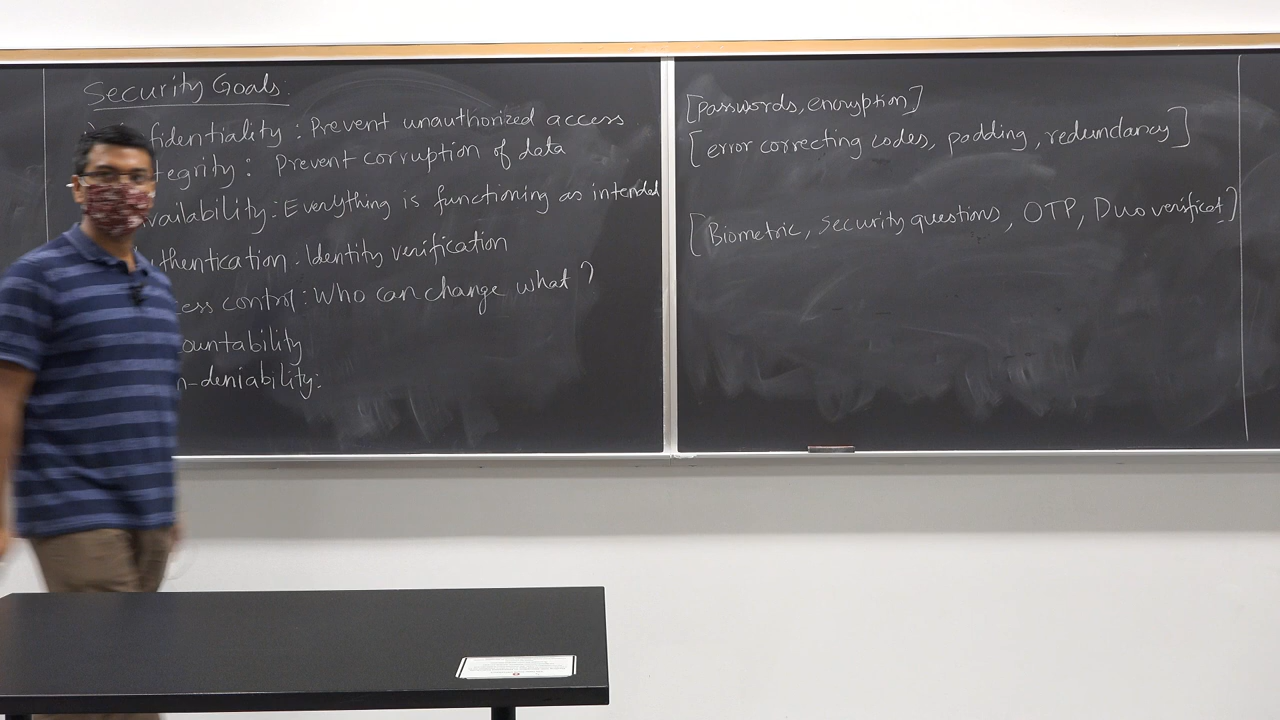 Security Goals:
fidentiality : Prevent unauthorized access
tegrity : Prevent corruption of data
vailability : Everything is functioning as intended
thentication : Identity verification
ess control : Who can change what ?
ountability
n-deniability :
[Passwords, encryption]
[error correcting codes, padding, redundancy]
[Biometric, Security questions, OTP, Duo verificat]